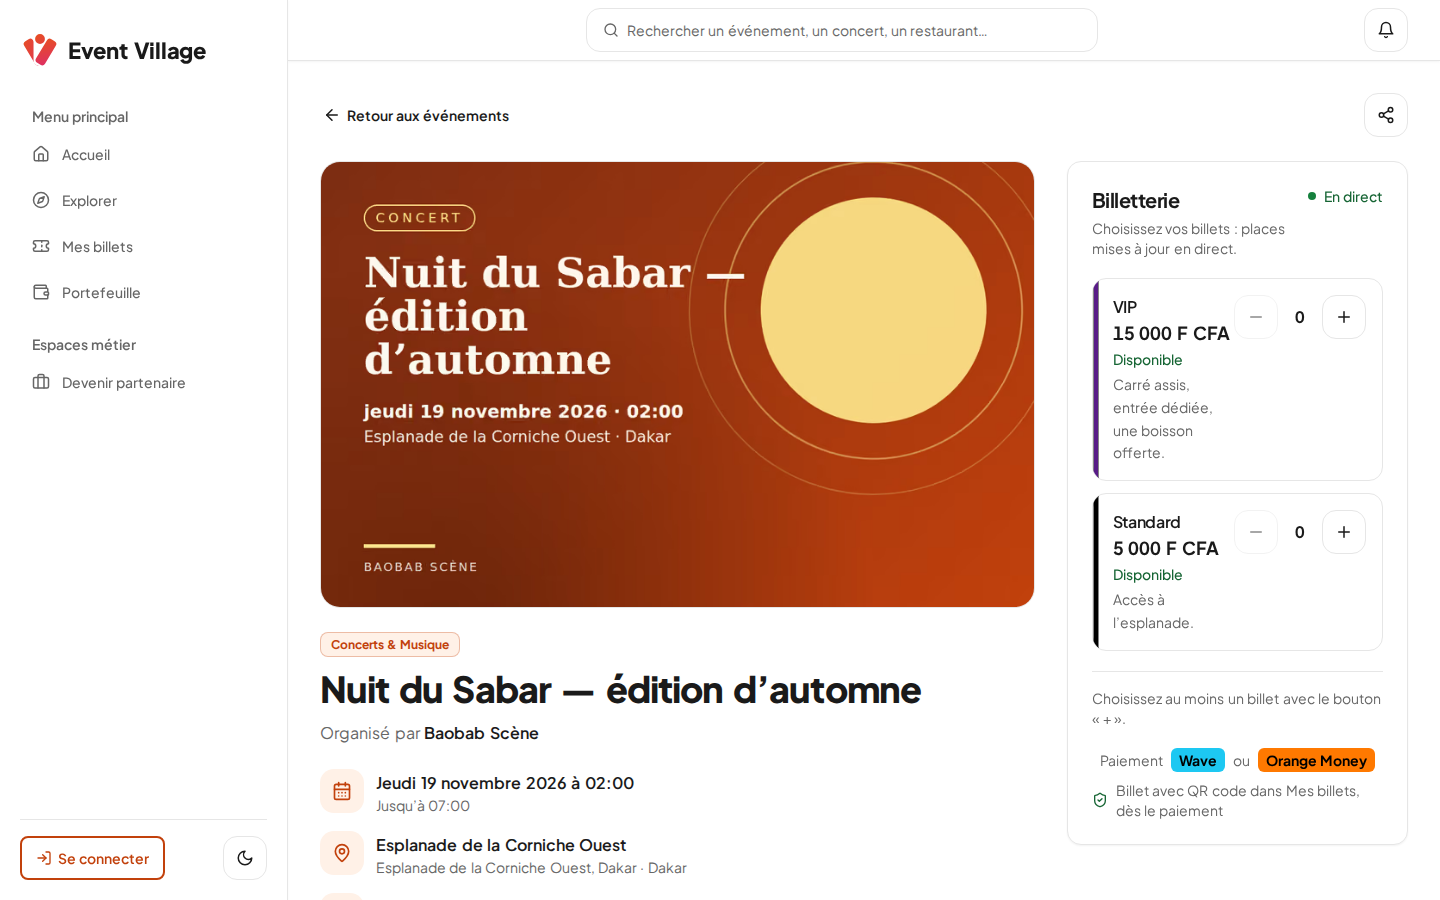 Event Village
Menu principal
Accueil
Explorer
Mes billets
Portefeuille
Espaces métier
Devenir partenaire
Se connecter
Rechercher un événement, un concert, un restaurant…
Retour aux événements
CONCERT
Nuit du Sabar —
édition
d’automne
jeudi 19 novembre 2026 · 02:00
Esplanade de la Corniche Ouest · Dakar
BAOBAB SCÈNE
Concerts & Musique
Nuit du Sabar — édition d’automne
Organisé par Baobab Scène
Jeudi 19 novembre 2026 à 02:00
Jusqu’à 07:00
Esplanade de la Corniche Ouest
Esplanade de la Corniche Ouest, Dakar · Dakar
Billetterie
En direct
Choisissez vos billets : places
mises à jour en direct.
VIP
15 000 F CFA
0
Disponible
Carré assis,
entrée dédiée,
une boisson
offerte.
Standard
5 000 F CFA
0
Disponible
Accès à
l’esplanade.
Choisissez au moins un billet avec le bouton
« + ».
Paiement Wave ou Orange Money
Billet avec QR code dans Mes billets,
dès le paiement